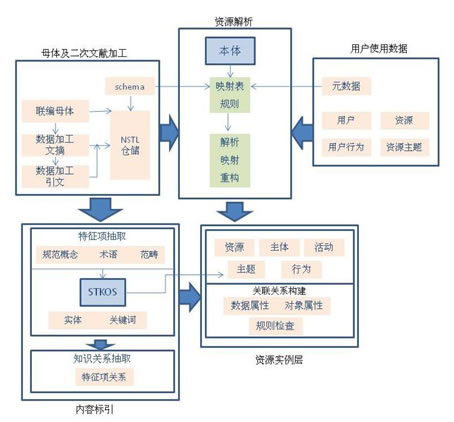 资源解析
母体及二次文献加工
用户使用数据
本体
schema
映射表
规则
元数据
联编母体
数据加工
文摘
数据加工
引文
NSTL
仓储
解析
映射
重构
用户
资源
用户行为
资源主题
特征项抽取
规范概念
术语
范畴
STKOS
实体
关键词
知识关系抽取
特征项关系
内容标引
资源
主体
活动
主题
行为
关联关系构建
数据属性
对象属性
规则检查
资源实例层